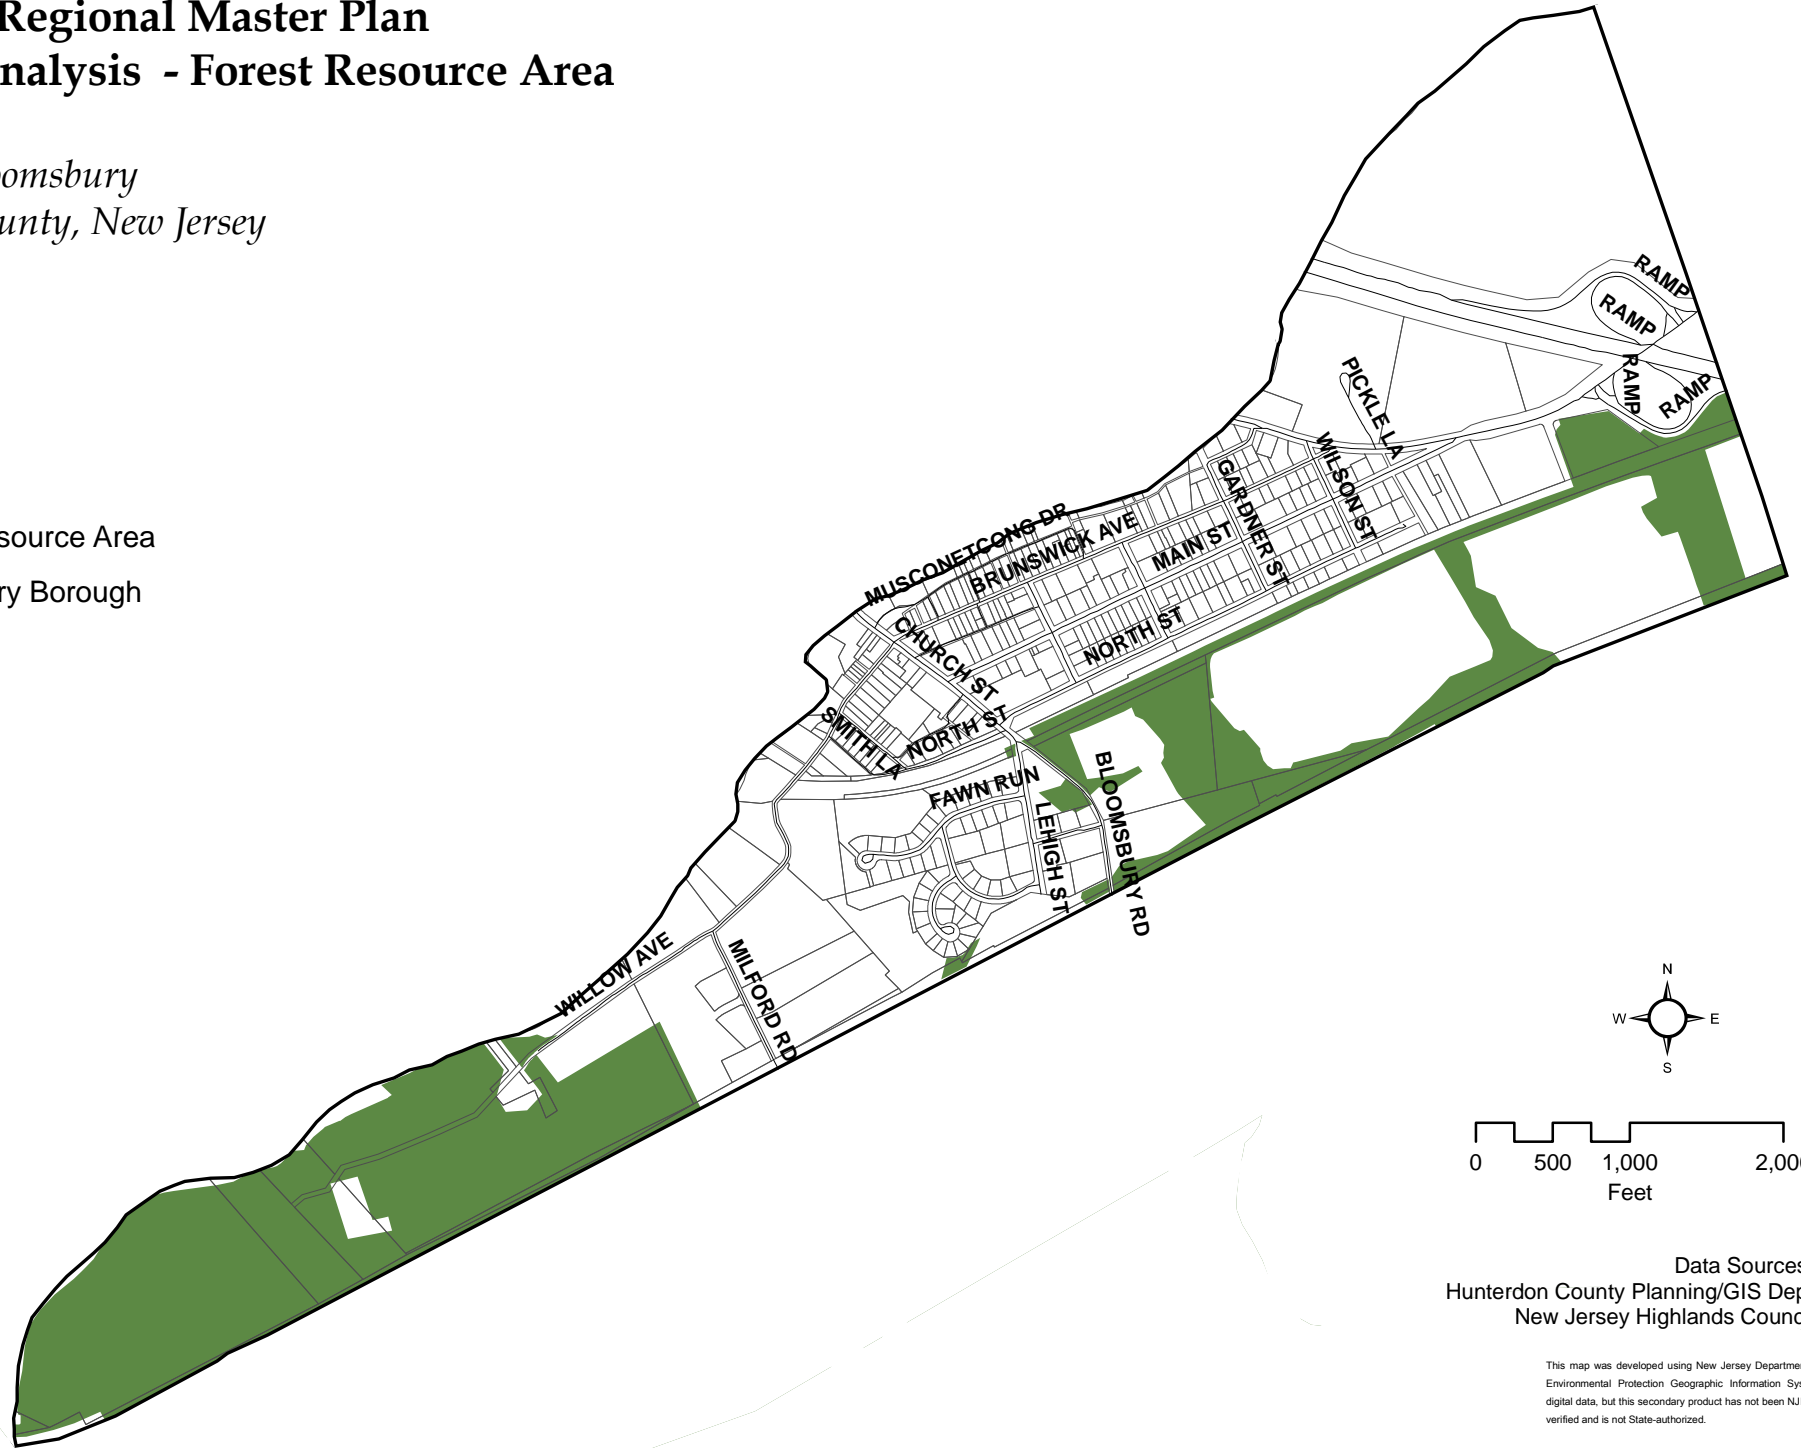 Regional Master Plan
nalysis - Forest Resource Area
oomsbury
unty, New Jersey
source Area
ry Borough
RAMP
RAMP
RAMP
RAMP
PICKLE LA
WILSON ST
GARDNER ST
MUSCONETCONG DR
BRUNSWICK AVE
MAIN ST
NORTH ST
CHURCH ST
SMITH LA
NORTH ST
FAWN RUN
LEHIGH ST
BLOOMSBURY RD
WILLOW AVE
MILFORD RD
N
W E
S
0 500 1,000 2,00
Feet
Data Sources
Hunterdon County Planning/GIS Dep
New Jersey Highlands Counc
This map was developed using New Jersey Departmen
Environmental Protection Geographic Information Sys
digital data, but this secondary product has not been NJ
verified and is not State-authorized.